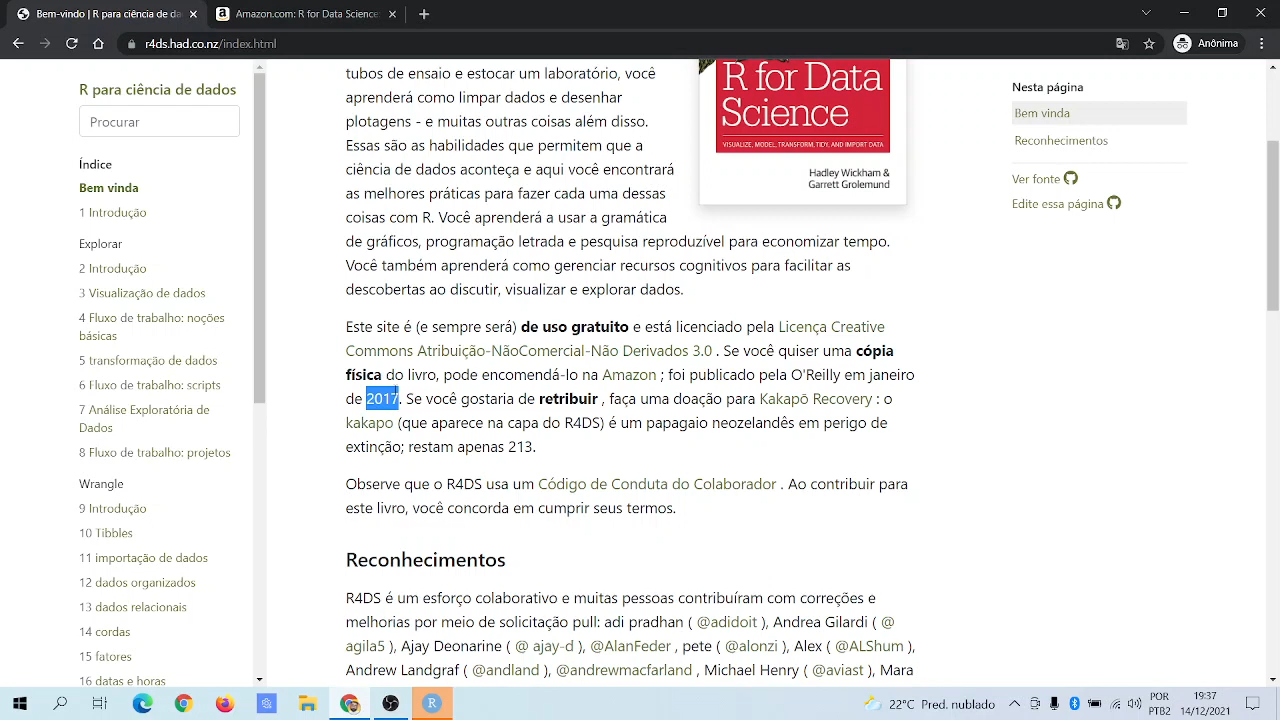 Bem-vindo | R para ciência de da
Amazon.com: R for Data Science:
r4ds.had.co.nz/index.html
Anônima
R para ciência de dados
Procurar
Índice
Bem vinda
1 Introdução
Explorar
2 Introdução
3 Visualização de dados
4 Fluxo de trabalho: noções
básicas
5 transformação de dados
6 Fluxo de trabalho: scripts
7 Análise Exploratória de
Dados
8 Fluxo de trabalho: projetos
Wrangle
9 Introdução
10 Tibbles
11 importação de dados
12 dados organizados
13 dados relacionais
14 cordas
15 fatores
16 datas e horas
tubos de ensaio e estocar um laboratório, você
aprenderá como limpar dados e desenhar
plotagens - e muitas outras coisas além disso.
Essas são as habilidades que permitem que a
ciência de dados aconteça e aqui você encontrará
as melhores práticas para fazer cada uma dessas
coisas com R. Você aprenderá a usar a gramática
de gráficos, programação letrada e pesquisa reproduzível para economizar tempo.
Você também aprenderá como gerenciar recursos cognitivos para facilitar as
descobertas ao discutir, visualizar e explorar dados.
R for Data
Science
VISUALIZE, MODEL, TRANSFORM, TIDY, AND IMPORT DATA
Hadley Wickham &
Garrett Grolemund
Este site é (e sempre será) de uso gratuito e está licenciado pela Licença Creative
Commons Atribuição-NãoComercial-Não Derivados 3.0 . Se você quiser uma cópia
física do livro, pode encomendá-lo na Amazon ; foi publicado pela O'Reilly em janeiro
de 2017. Se você gostaria de retribuir , faça uma doação para Kakapō Recovery : o
kakapo (que aparece na capa do R4DS) é um papagaio neozelandês em perigo de
extinção; restam apenas 213.
Observe que o R4DS usa um Código de Conduta do Colaborador . Ao contribuir para
este livro, você concorda em cumprir seus termos.
Reconhecimentos
R4DS é um esforço colaborativo e muitas pessoas contribuíram com correções e
melhorias por meio de solicitação pull: adi pradhan ( @adidoit ), Andrea Gilardi ( @
agila5 ), Ajay Deonarine ( @ ajay-d ), @AlanFeder , pete ( @alonzi ), Alex ( @ALShum ),
Andrew Landgraf ( @andland ), @andrewmacfarland , Michael Henry ( @aviast ), Mara
Nesta página
Bem vinda
Reconhecimentos
Ver fonte
Edite essa página
22°C Pred. nublado
POR
PTB2
19:37
14/12/2021